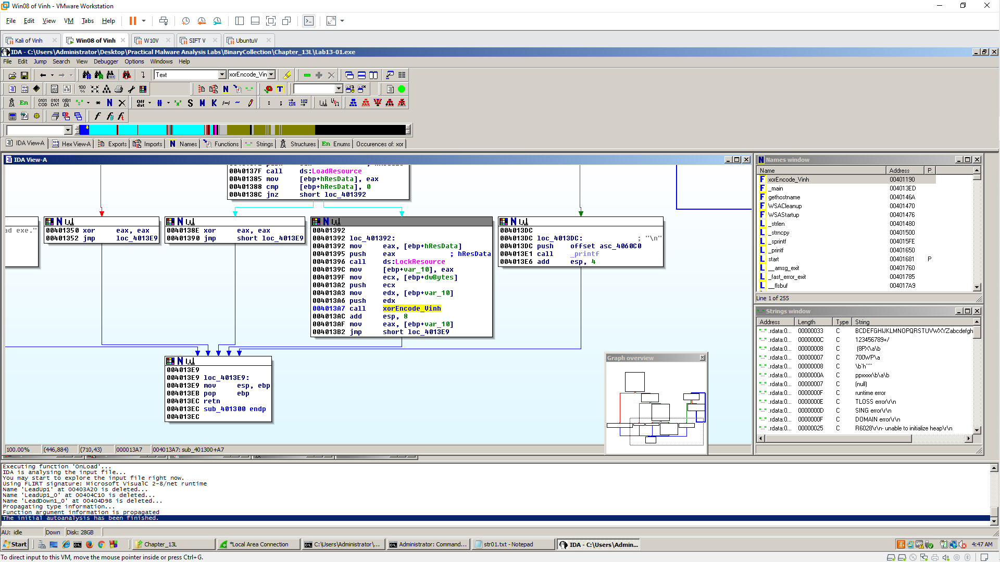 Win08 of Vinh - VMware Workstation
File Edit View VM Tabs Help
Kali of Vinh Win08 of Vinh W10V SIFT V UbuntuV
IDA - C:\Users\Administrator\Desktop\Practical Malware Analysis Labs\BinaryCollection\Chapter_13L\Lab13-01.exe
File Edit Jump Search View Debugger Options Windows Help
Text xorEncode_Vin
IDA View-A Hex View-A Exports Imports Names Functions Strings Structures Enums Occurences of: xor
IDA View-A
0040137F call ds:LoadResource
00401385 mov [ebp+hResData], eax
00401388 cmp [ebp+hResData], 0
0040138C jnz short loc_401392
ad exe."
00401350 xor eax, eax
00401352 jmp loc_4013E9
0040138E xor eax, eax
00401390 jmp short loc_4013E9
00401392
00401392 loc_401392:
00401392 mov eax, [ebp+hResData]
00401395 push eax ; hResData
00401396 call ds:LockResource
0040139C mov [ebp+var_10], eax
0040139F mov ecx, [ebp+dwBytes]
004013A2 push ecx
004013A3 mov edx, [ebp+var_10]
004013A6 push edx
004013A7 call xorEncode_Vinh
004013AC add esp, 8
004013AF mov eax, [ebp+var_10]
004013B2 jmp short loc_4013E9
004013DC
004013DC loc_4013DC: ; "\n"
004013DC push offset asc_4060C0
004013E1 call _printf
004013E6 add esp, 4
004013E9
004013E9 loc_4013E9:
004013E9 mov esp, ebp
004013EB pop ebp
004013EC retn
004013EC sub_401300 endp
004013EC
Graph overview
100.00% (446,884) (710,43) 000013A7 004013A7: sub_401300+A7
Names window
Name Address P.
xorEncode_Vinh 00401190
_main 004013ED
gethostname 0040146A
WSACleanup 00401470
WSAStartup 00401476
_strlen 00401480
_strncpy 00401500
_sprintf 004015FE
_printf 00401650
start 00401681 P
__amsg_exit 00401760
_fast_error_exit 00401785
__flsbuf 004017A9
Line 1 of 255
Strings window
Address Length Type String
.rdata:0... 00000033 C BCDEFGHIJKLMNOPQRSTUVWXYZabcdefgh
.rdata:0... 0000000C C 123456789+/
.rdata:0... 00000008 C (8PX\a\b
.rdata:0... 00000007 C 700WP\a
.rdata:0... 00000008 C \b`h````
.rdata:0... 0000000A C ppxxxx\b\a\b
.rdata:0... 00000007 C (null)
.rdata:0... 0000000F C runtime error
.rdata:0... 0000000E C TLOSS error\r\n
.rdata:0... 0000000D C SING error\r\n
.rdata:0... 0000000F C DOMAIN error\r\n
.rdata:0... 00000025 C R6028\r\n- unable to initialize heap\r\n
Executing function 'OnLoad'...
IDA is analysing the input file...
You may start to explore the input file right now.
Using FLIRT signature: Microsoft VisualC 2-8/net runtime
Name 'LeadUp1' at 00403A20 is deleted...
Name 'LeadUp1_0' at 00404C10 is deleted...
Name 'LeadDown1_0' at 00404D98 is deleted...
Propagating type information...
Function argument information is propagated
The initial autoanalysis has been finished.
AU: idle Down Disk: 28GB
Start Chapter_13L *Local Area Connection C:\Users\Administrator\... Administrator: Command... str01.txt - Notepad IDA - C:\Users\Admin... 4:47 AM
To direct input to this VM, move the mouse pointer inside or press Ctrl+G.